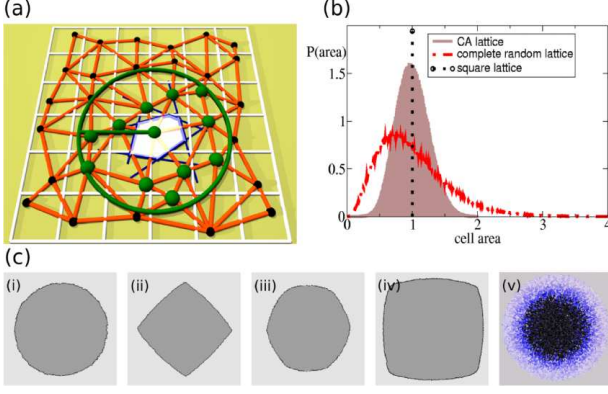 (a)
(b)
P(area)
CA lattice
complete random lattice
square lattice
1.5
1
0.5
0
0
1
2
3
4
cell area
(c)
(i)
(ii)
(iii)
(iv)
(v)